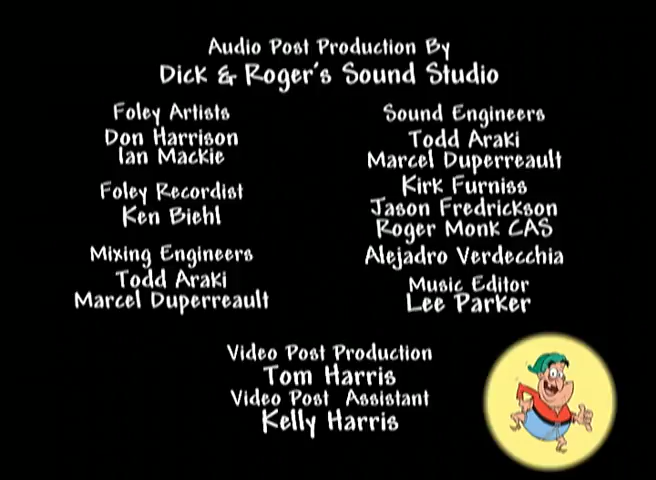 Audio Post Production By
Dick & Roger's Sound Studio
Foley Artists
Don Harrison
Ian Mackie
Foley Recordist
Ken Biehl
Mixing Engineers
Todd Araki
Marcel Duperreault
Sound Engineers
Todd Araki
Marcel Duperreault
Kirk Furniss
Jason Fredrickson
Roger Monk CAS
Alejadro Verdecchia
Music Editor
Lee Parker
Video Post Production
Tom Harris
Video Post Assistant
Kelly Harris